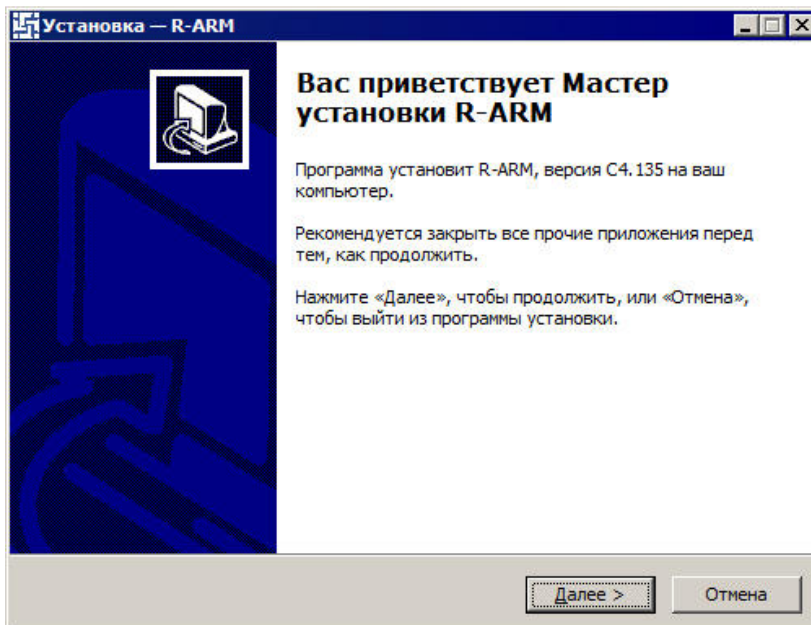 Установка — R-ARM
Вас приветствует Мастер
установки R-ARM
Программа установит R-ARM, версия C4.135 на ваш
компьютер.
Рекомендуется закрыть все прочие приложения перед
тем, как продолжить.
Нажмите «Далее», чтобы продолжить, или «Отмена»,
чтобы выйти из программы установки.
Далее >
Отмена